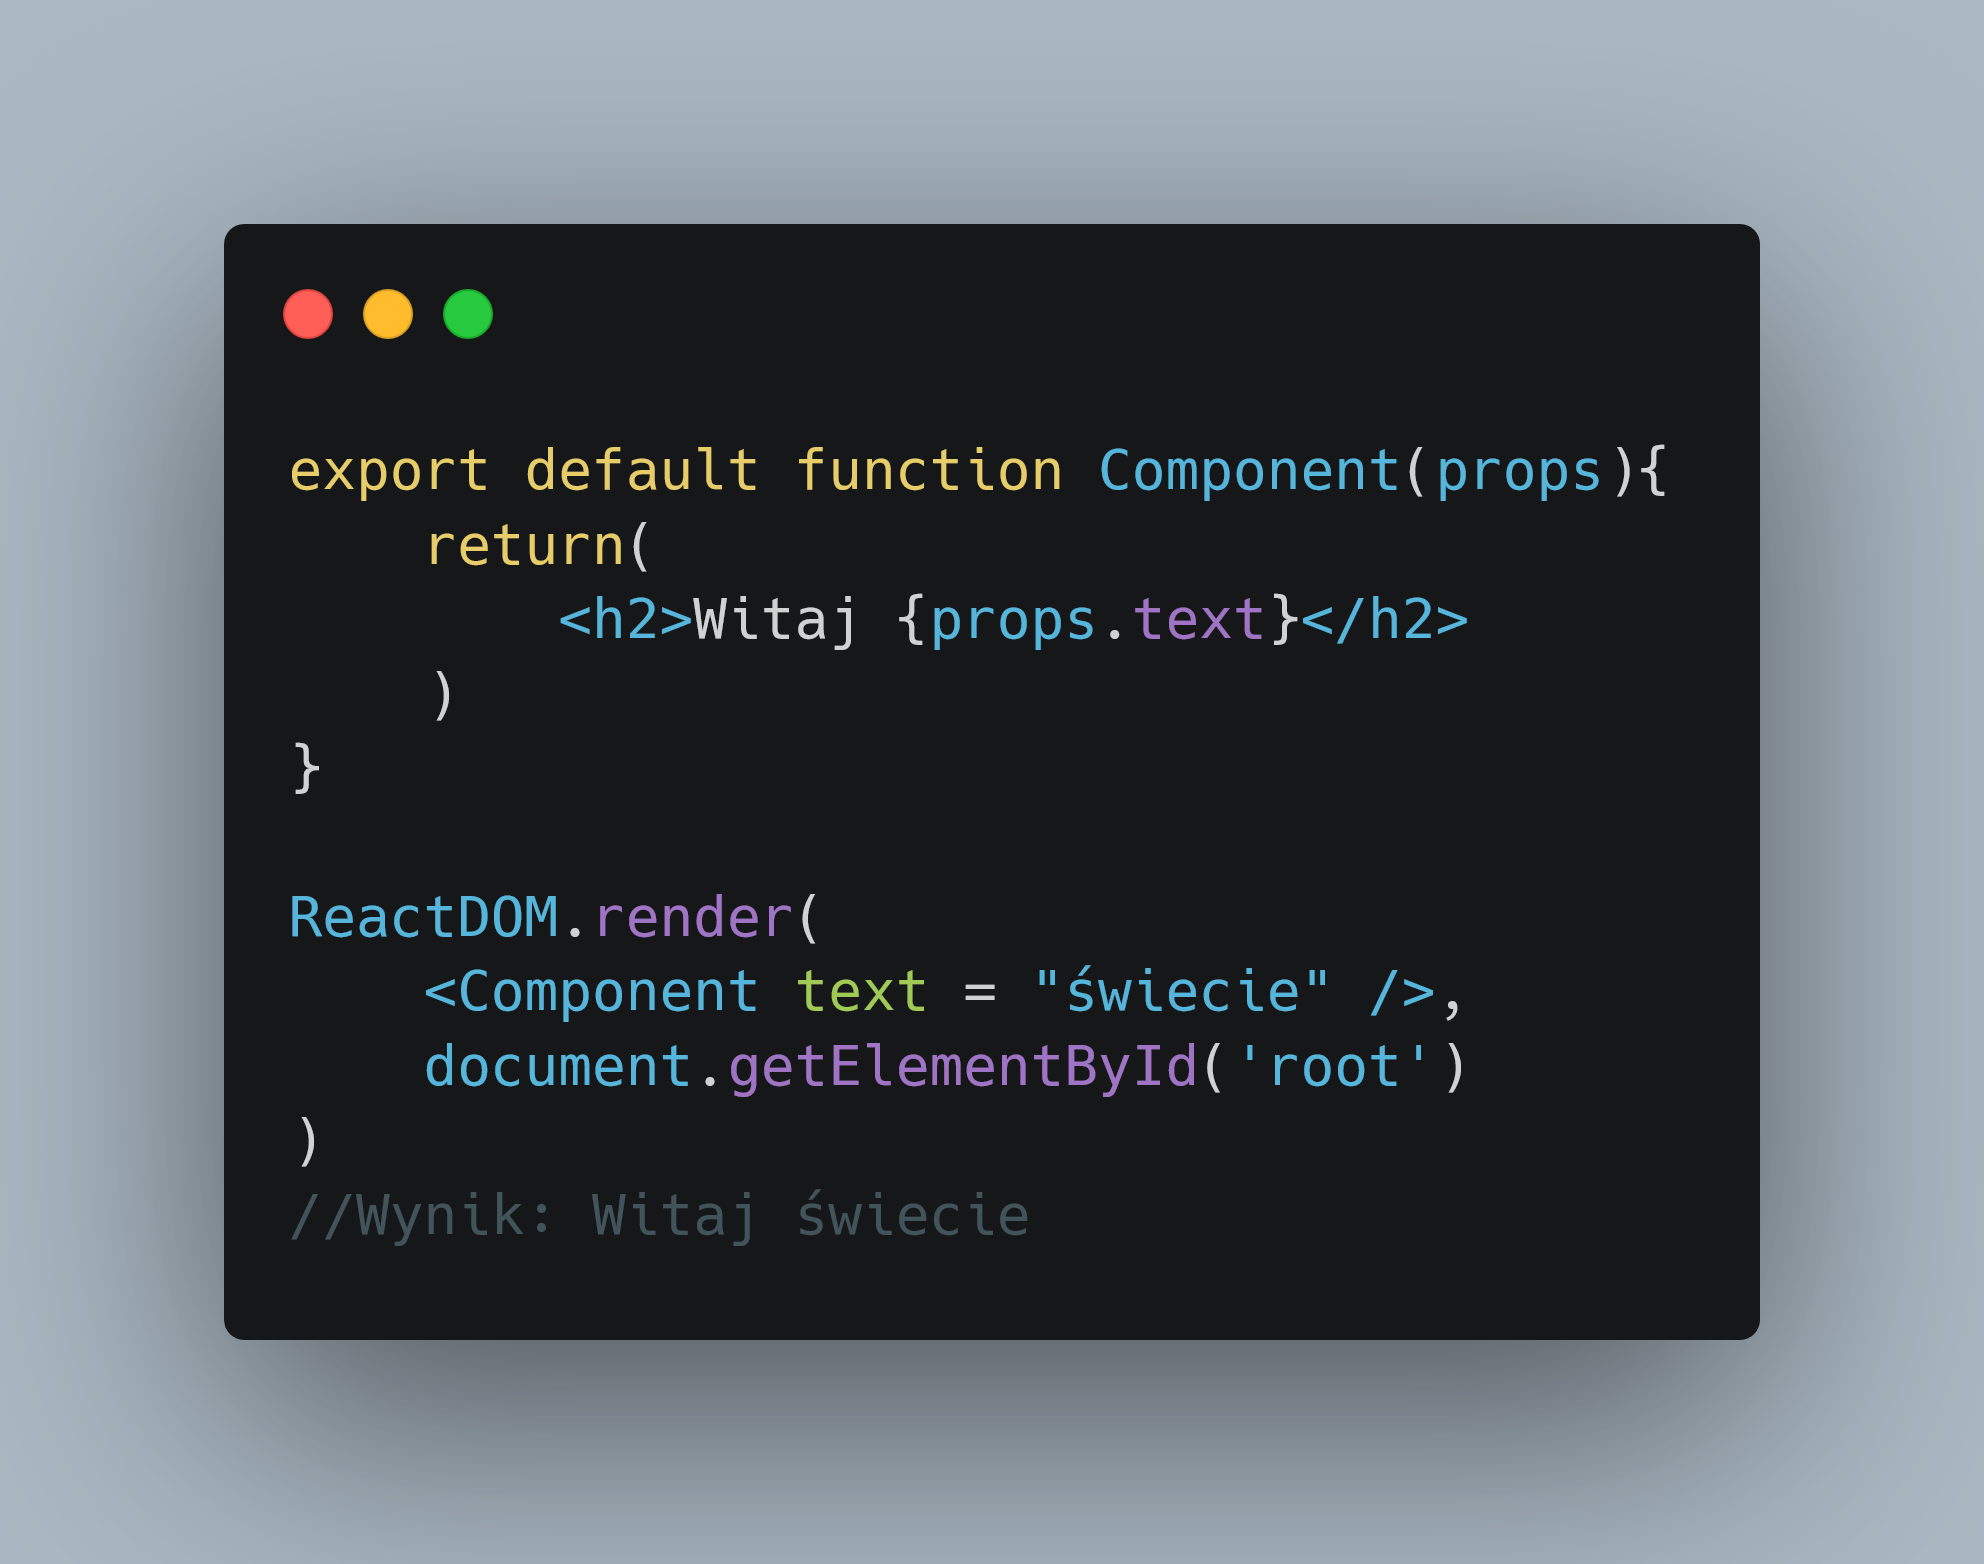 export default function Component(props){
    return(
        <h2>Witaj {props.text}</h2>
    )
}

ReactDOM.render(
    <Component text = "świecie" />,
    document.getElementById('root')
)
//Wynik: Witaj świecie